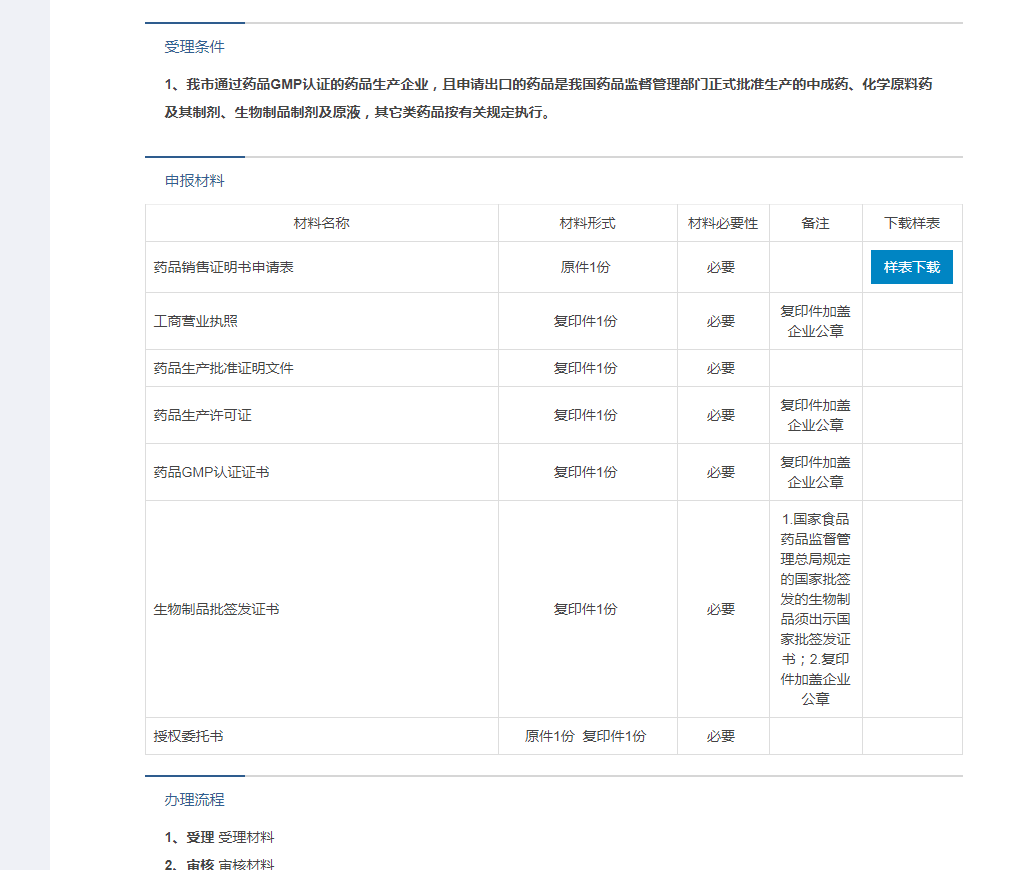 受理条件
1、我市通过药品GMP认证的药品生产企业，且申请出口的药品是我国药品监督管理部门正式批准生产的中成药、化学原料药
及其制剂、生物制品制剂及原液，其它类药品按有关规定执行。
申报材料
材料名称 材料形式 材料必要性 备注 下载样表
药品销售证明书申请表 原件1份 必要 样表下载
工商营业执照 复印件1份 必要 复印件加盖
企业公章
药品生产批准证明文件 复印件1份 必要
药品生产许可证 复印件1份 必要 复印件加盖
企业公章
药品GMP认证证书 复印件1份 必要 复印件加盖
企业公章
生物制品批签发证书 复印件1份 必要 1.国家食品
药品监督管
理总局规定
的国家批签
发的生物制
品须出示国
家批签发证
书；2.复印
件加盖企业
公章
授权委托书 原件1份 复印件1份 必要
办理流程
1、受理 受理材料
2、审核 审核材料